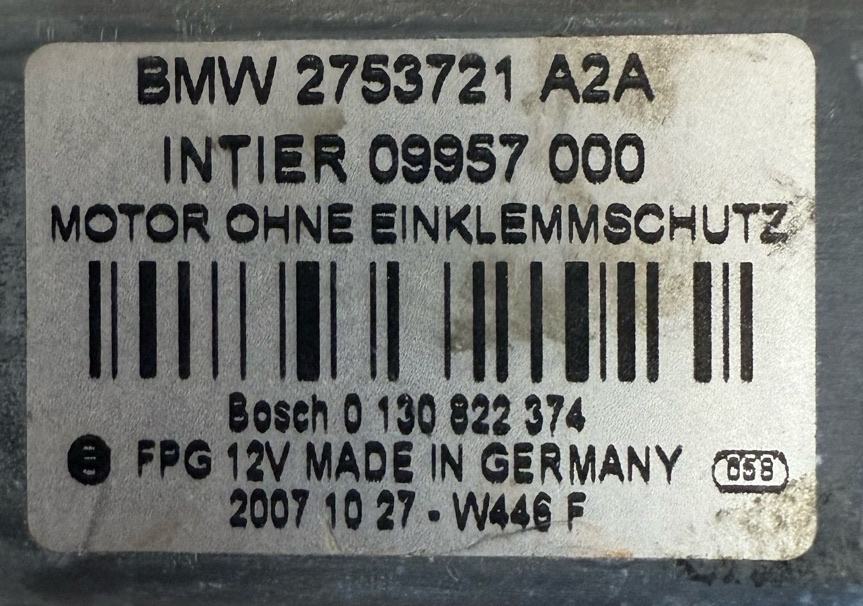 BMW 2753721 A2A
INTIER 09957 000
MOTOR OHNE EINKLEMMSCHUTZ
Bosch 0 130 822 374
FPG 12V MADE IN GERMANY 658
2007 10 27 - W446 F